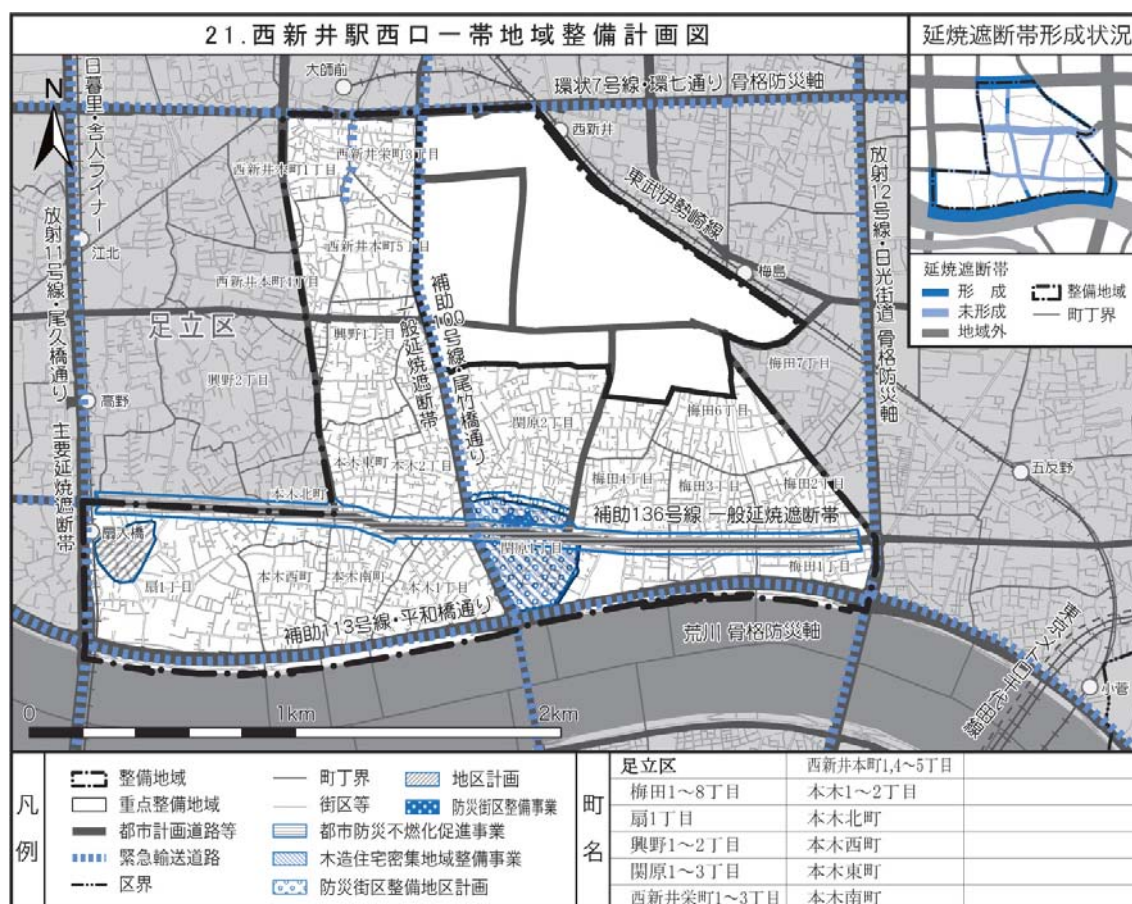 21.西新井駅西口一帯地域整備計画図
延焼遮断帯形成状況
日暮里・舎人ライナー
大師前
環状7号線・環七通り 骨格防災軸
N
西新井
西新井栄町3丁目
西新井本町1丁目
東武伊勢崎線
放射12号線・日光街道 骨格防災軸
放射11号線・尾久橋通り 主要延焼遮断帯
江北
西新井本町5丁目
梅島
西新井本町4丁目
補助100号線・尾竹橋通り
一般延焼遮断帯
足立区
興野1丁目
梅田7丁目
興野2丁目
高野
関原2丁目
梅田6丁目
本木東町
本木2丁目
梅田4丁目
梅田3丁目
梅田2丁目
五反野
本木北町
補助136号線 一般延焼遮断帯
扇大橋
関原1丁目
扇1丁目
本木西町
本木南町
本木1丁目
梅田1丁目
補助113号線・平和橋通り
荒川 骨格防災軸
東京メトロ千代田線
小菅
0
1km
2km
延焼遮断帯
形 成
未形成
地域外
整備地域
町丁界
凡例
整備地域
重点整備地域
都市計画道路等
緊急輸送道路
区界
町丁界
街区等
都市防災不燃化促進事業
木造住宅密集地域整備事業
防災街区整備地区計画
地区計画
防災街区整備事業
町名
足立区
梅田1~8丁目
扇1丁目
興野1~2丁目
関原1~3丁目
西新井栄町1~3丁目
西新井本町1,4~5丁目
本木1~2丁目
本木北町
本木西町
本木東町
本木南町